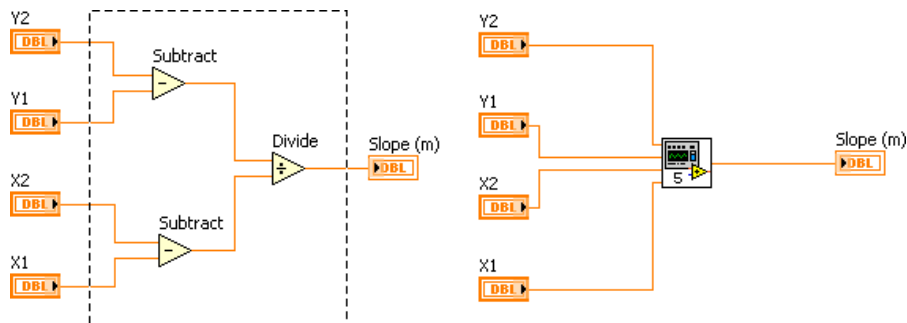 Y2
DBL
Subtract
Y1
DBL
-
Divide
Slope (m)
÷
DBL
X2
DBL
Subtract
X1
DBL
-
Y2
DBL
Y1
DBL
X2
DBL
5
Slope (m)
DBL
X1
DBL